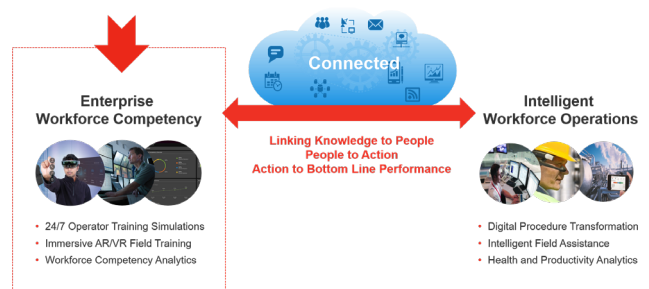 Connected
Enterprise
Workforce Competency
Intelligent
Workforce Operations
Linking Knowledge to People
People to Action
Action to Bottom Line Performance
• 24/7 Operator Training Simulations
• Immersive AR/VR Field Training
• Workforce Competency Analytics
• Digital Procedure Transformation
• Intelligent Field Assistance
• Health and Productivity Analytics